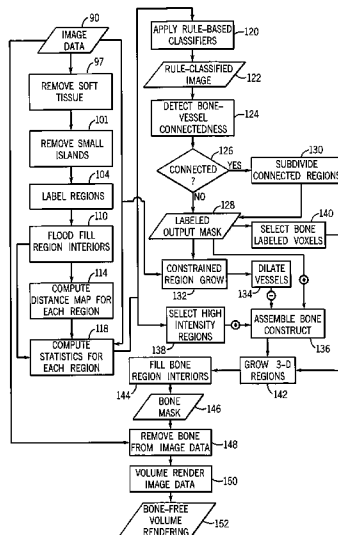 90
IMAGE
DATA
97
REMOVE SOFT
TISSUE
101
REMOVE SMALL
ISLANDS
104
LABEL REGIONS
110
FLOOD FILL
REGION INTERIORS
114
COMPUTE
DISTANCE MAP FOR
EACH REGION
118
COMPUTE
STATISTICS FOR
EACH REGION
120
APPLY RULE-BASED
CLASSIFIERS
RULE-CLASSIFIED
IMAGE
122
DETECT BONE-
VESSEL
CONNECTEDNESS
124
126
CONNECTED
?
YES
NO
130
SUBDIVIDE
CONNECTED REGIONS
128
LABELED
OUTPUT MASK
140
SELECT BONE
LABELED VOXELS
CONSTRAINED
REGION GROW
132
DILATE
VESSELS
134
SELECT HIGH
INTENSITY
REGIONS
138
+
-
+
ASSEMBLE BONE
CONSTRUCT
136
GROW 3-D
REGIONS
142
FILL BONE
REGION INTERIORS
144
BONE
MASK
146
REMOVE BONE
FROM IMAGE DATA
148
VOLUME RENDER
IMAGE DATA
150
BONE-FREE
VOLUME
RENDERING
152